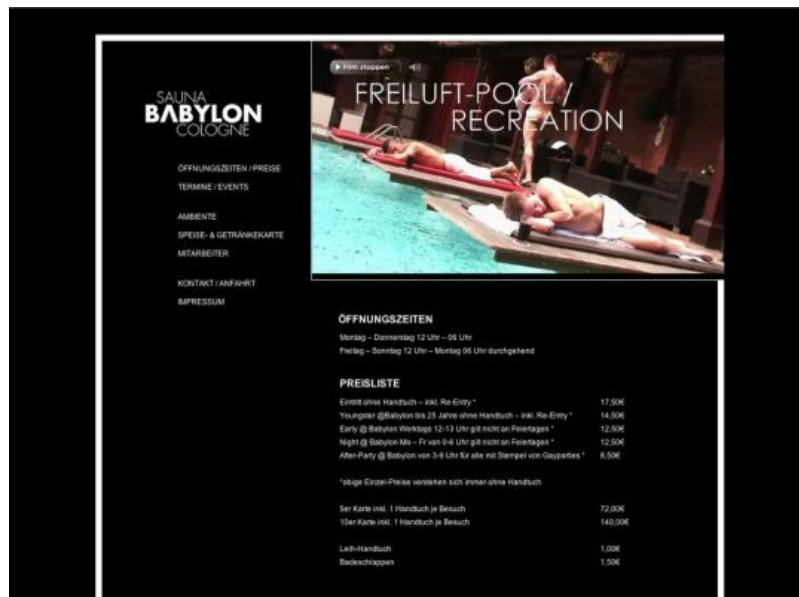 SAUNA
BABYLON
COLOGNE
ÖFFNUNGSZEITEN / PREISE
TERMINE / EVENTS
AMBIENTE
SPEISE- & GETRÄNKEKARTE
MITARBEITER
KONTAKT / ANFAHRT
IMPRESSUM
Film stoppen
FREILUFT-POOL /
RECREATION
ÖFFNUNGSZEITEN
Montag – Donnerstag 12 Uhr – 06 Uhr
Freitag – Sonntag 12 Uhr – Montag 06 Uhr durchgehend
PREISLISTE
Eintritt ohne Handtuch – inkl. Re-Entry * 17,50€
Youngster @Babylon bis 25 Jahre ohne Handtuch – inkl. Re-Entry * 14,50€
Early @ Babylon Werktags 12-13 Uhr gilt nicht an Feiertagen * 12,50€
Night @ Babylon Mo – Fr von 0-6 Uhr gilt nicht an Feiertagen * 12,50€
After-Party @ Babylon von 3-9 Uhr für alle mit Stempel von Gayparties * 8,50€
*obige Einzel-Preise verstehen sich immer ohne Handtuch
5er Karte inkl. 1 Handtuch je Besuch 72,00€
10er Karte inkl. 1 Handtuch je Besuch 140,00€
Leih-Handtuch 1,00€
Badeschlappen 1,50€